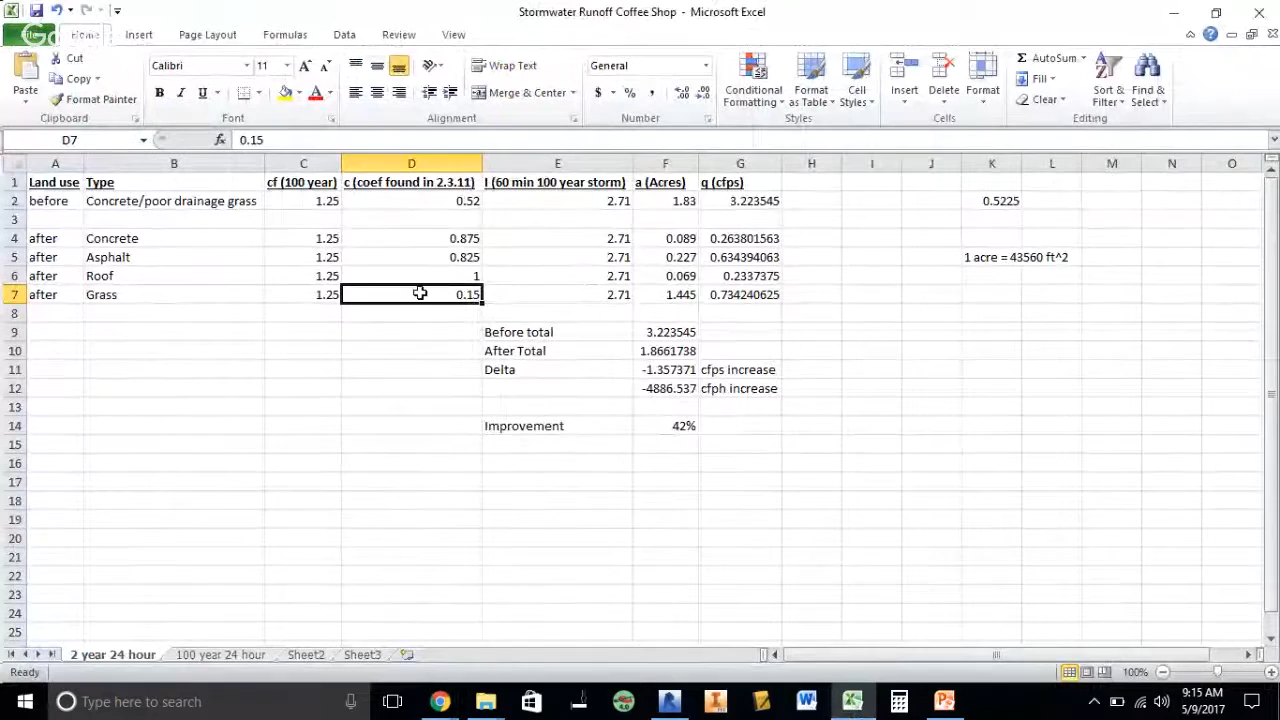 Stormwater Runoff Coffee Shop - Microsoft Excel
File Home Insert Page Layout Formulas Data Review View
Cut
Copy
Format Painter
Paste
Calibri 11
B I U
Wrap Text
Merge & Center
General
$ % ,
Conditional Formatting
Format as Table
Cell Styles
Insert
Delete
Format
AutoSum
Fill
Clear
Sort & Filter
Find & Select
Clipboard Font Alignment Number Styles Cells Editing
D7 fx 0.15
A B C D E F G H I J K L M N O
1 Land use Type cf (100 year) c (coef found in 2.3.11) I (60 min 100 year storm) a (Acres) q (cfps)
2 before Concrete/poor drainage grass 1.25 0.52 2.71 1.83 3.223545 0.5225
3
4 after Concrete 1.25 0.875 2.71 0.089 0.263801563
5 after Asphalt 1.25 0.825 2.71 0.227 0.634394063 1 acre = 43560 ft^2
6 after Roof 1.25 1 2.71 0.069 0.2337375
7 after Grass 1.25 0.15 2.71 1.445 0.734240625
8
9 Before total 3.223545
10 After Total 1.8661738
11 Delta -1.357371 cfps increase
12 -4886.537 cfph increase
13
14 Improvement 42%
15
16
17
18
19
20
21
22
23
24
25
2 year 24 hour 100 year 24 hour Sheet2 Sheet3
Ready 100%
Type here to search
9:15 AM
5/9/2017